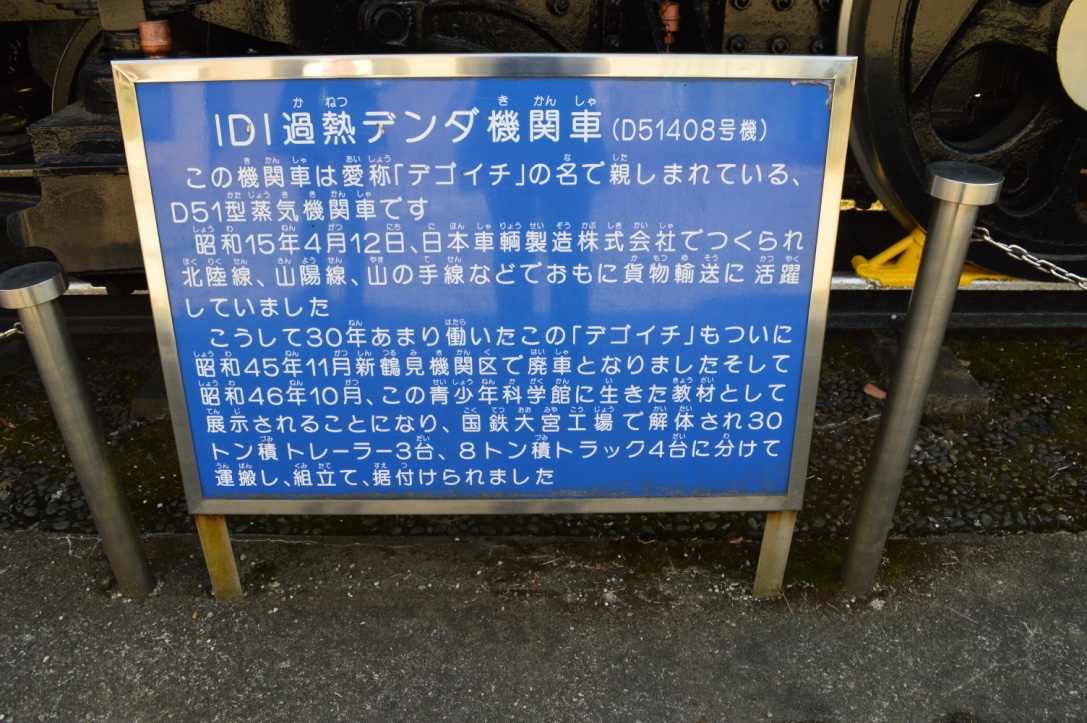 1D1過熱デンダ機関車(D51408号機)
この機関車は愛称「デゴイチ」の名で親しまれている、
D51型蒸気機関車です
昭和15年4月12日、日本車輌製造株式会社でつくられ
北陸線、山陽線、山の手線などでおもに貨物輸送に活躍
していました
こうして30年あまり働いたこの「デゴイチ」もついに
昭和45年11月新鶴見機関区で廃車となりましたそして
昭和46年10月、この青少年科学館に生きた教材として
展示されることになり、国鉄大宮工場で解体され30
トン積トレーラー3台、8トン積トラック4台に分けて
運搬し、組立て、据付けられました